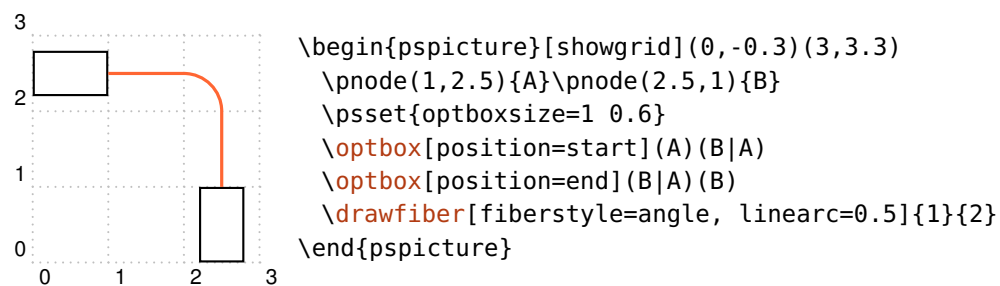 3
2
1
0
0 1 2 3
\begin{pspicture}[showgrid](0,-0.3)(3,3.3)
  \pnode(1,2.5){A}\pnode(2.5,1){B}
  \psset{optboxsize=1 0.6}
  \optbox[position=start](A)(B|A)
  \optbox[position=end](B|A)(B)
  \drawfiber[fiberstyle=angle, linearc=0.5]{1}{2}
\end{pspicture}